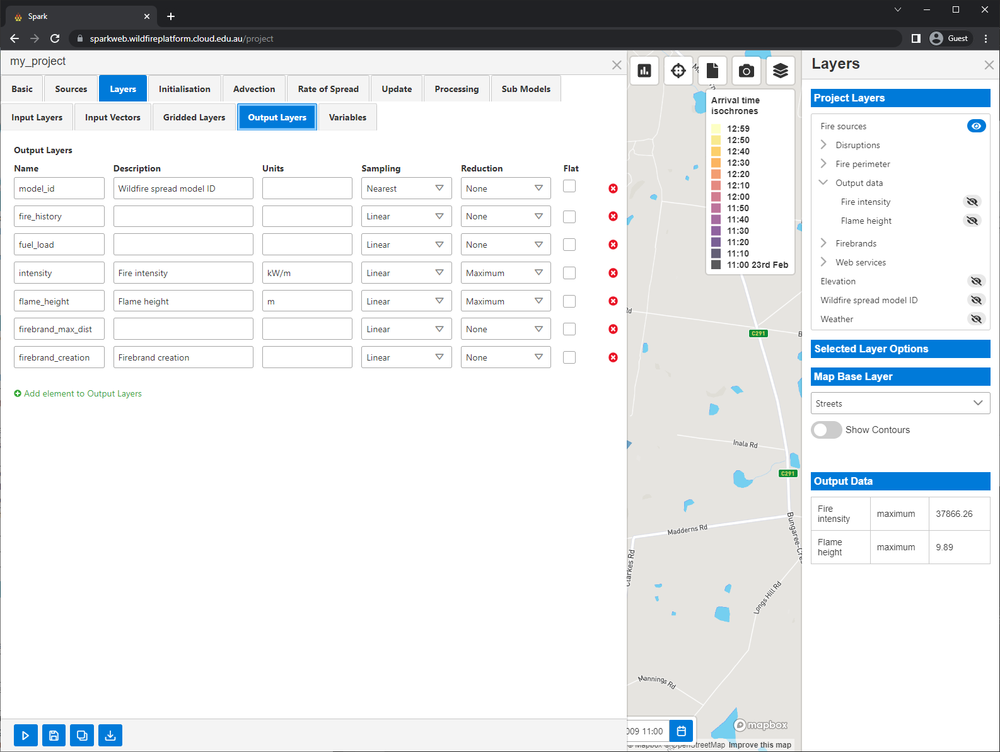 Spark
sparkweb.wildfireplatform.cloud.edu.au/project
Guest
my_project
Basic
Sources
Layers
Initialisation
Advection
Rate of Spread
Update
Processing
Sub Models
Input Layers
Input Vectors
Gridded Layers
Output Layers
Variables
Output Layers
Name Description Units Sampling Reduction Flat
model_id Wildfire spread model ID Nearest None
fire_history Linear None
fuel_load Linear None
intensity Fire intensity kW/m Linear Maximum
flame_height Flame height m Linear Maximum
firebrand_max_dist Linear None
firebrand_creation Firebrand creation Linear None
Add element to Output Layers
Arrival time
isochrones
12:59
12:50
12:40
12:30
12:20
12:10
12:00
11:50
11:40
11:30
11:20
11:10
11:00 23rd Feb
Rd
C291
B
Inala Rd
C291
Madderns Rd
Bungaree-Cres
Clarkes Rd
Longs Hill Rd
Mannings Rd
009 11:00
mapbox
© Mapbox © OpenStreetMap Improve this map
Layers
Project Layers
Fire sources
Disruptions
Fire perimeter
Output data
Fire intensity
Flame height
Firebrands
Web services
Elevation
Wildfire spread model ID
Weather
Selected Layer Options
Map Base Layer
Streets
Show Contours
Output Data
Fire
intensity
maximum
37866.26
Flame
height
maximum
9.89